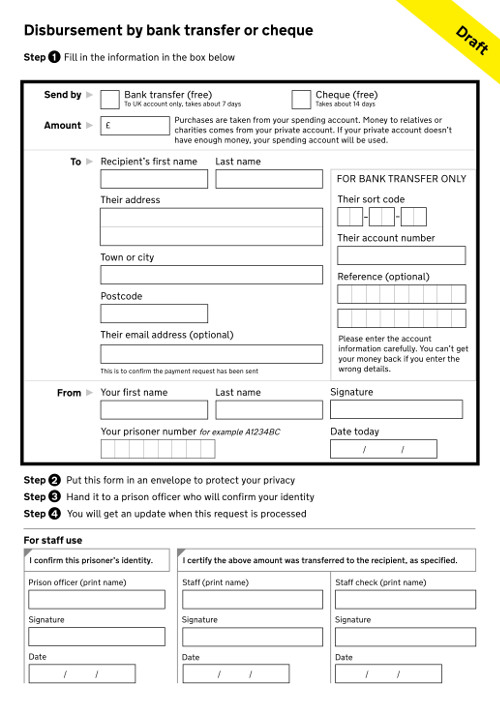 Disbursement by bank transfer or cheque
Draft
Step 1 Fill in the information in the box below
Send by
Bank transfer (free)
To UK account only, takes about 7 days
Cheque (free)
Takes about 14 days
Amount
£
Purchases are taken from your spending account. Money to relatives or
charities comes from your private account. If your private account doesn't
have enough money, your spending account will be used.
To
Recipient's first name
Last name
Their address
Town or city
Postcode
Their email address (optional)
This is to confirm the payment request has been sent
FOR BANK TRANSFER ONLY
Their sort code
- -
Their account number
Reference (optional)
Please enter the account
information carefully. You can't get
your money back if you enter the
wrong details.
From
Your first name
Last name
Signature
Your prisoner number for example A1234BC
Date today
/ /
Step 2 Put this form in an envelope to protect your privacy
Step 3 Hand it to a prison officer who will confirm your identity
Step 4 You will get an update when this request is processed
For staff use
I confirm this prisoner's identity.
I certify the above amount was transferred to the recipient, as specified.
Prison officer (print name)
Staff (print name)
Staff check (print name)
Signature
Signature
Signature
Date
Date
Date
/ /
/ /
/ /